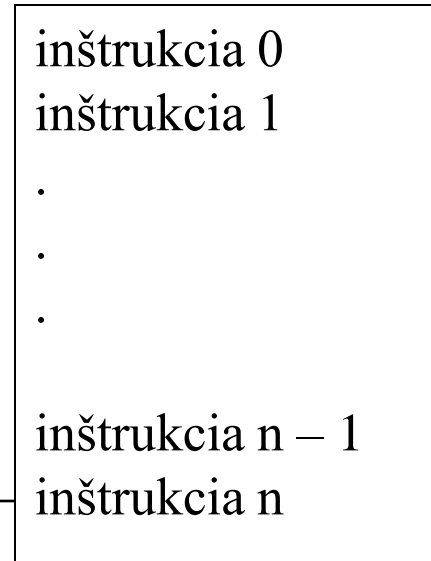 inštrukcia 0
inštrukcia 1
.
.
.
inštrukcia n – 1
inštrukcia n